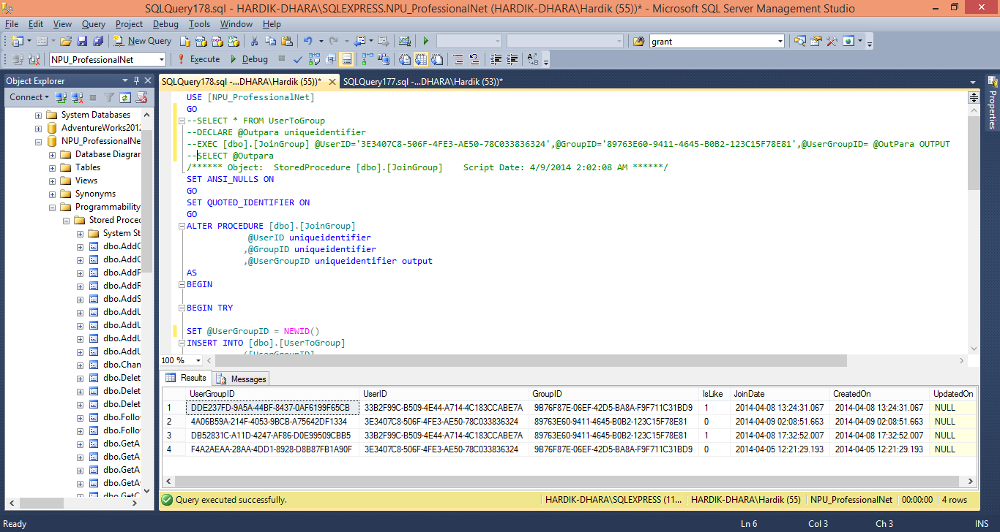 SQLQuery178.sql - HARDIK-DHARA\SQLEXPRESS.NPU_ProfessionalNet (HARDIK-DHARA\Hardik (55))* - Microsoft SQL Server Management Studio
File Edit View Query Project Debug Tools Window Help
New Query grant
NPU_ProfessionalNet Execute Debug
Object Explorer
Connect
System Databases
AdventureWorks2012
NPU_ProfessionalNe
Database Diagrar
Tables
Views
Synonyms
Programmability
Stored Proced
System St
dbo.AddC
dbo.AddC
dbo.AddP
dbo.AddR
dbo.AddS
dbo.AddU
dbo.AddU
dbo.AddU
dbo.AddU
dbo.Chan
dbo.Delet
dbo.Delet
dbo.Delet
dbo.Follo
dbo.Follo
dbo.GetA
dbo.GetA
dbo.GetA
dbo.GetA
dbo.GetC
SQLQuery178.sql -...DHARA\Hardik (55))* SQLQuery177.sql -...DHARA\Hardik (53))*
USE [NPU_ProfessionalNet]
GO
--SELECT * FROM UserToGroup
--DECLARE @Outpara uniqueidentifier
--EXEC [dbo].[JoinGroup] @UserID='3E3407C8-506F-4FE3-AE50-78C033836324',@GroupID='89763E60-9411-4645-B0B2-123C15F78E81',@UserGroupID= @OutPara OUTPUT
--SELECT @Outpara
/****** Object:  StoredProcedure [dbo].[JoinGroup]    Script Date: 4/9/2014 2:02:08 AM ******/
SET ANSI_NULLS ON
GO
SET QUOTED_IDENTIFIER ON
GO
ALTER PROCEDURE [dbo].[JoinGroup]
@UserID uniqueidentifier
,@GroupID uniqueidentifier
,@UserGroupID uniqueidentifier output
AS
BEGIN
BEGIN TRY
SET @UserGroupID = NEWID()
INSERT INTO [dbo].[UserToGroup]
([UserGroupID]
100 %
Results Messages
UserGroupID UserID GroupID IsLike JoinDate CreatedOn UpdatedOn
1 DDE237FD-9A5A-44BF-8437-0AF6199F65CB 33B2F99C-B509-4E44-A714-4C183CCABE7A 9B76F87E-06EF-42D5-BA8A-F9F711C31BD9 1 2014-04-08 13:24:31.067 2014-04-08 13:24:31.067 NULL
2 4A06B59A-214F-4053-9BCB-A75642DF1334 3E3407C8-506F-4FE3-AE50-78C033836324 89763E60-9411-4645-B0B2-123C15F78E81 0 2014-04-09 02:08:51.663 2014-04-09 02:08:51.663 NULL
3 DB52831C-A11D-4247-AF86-D0E99509CBB5 33B2F99C-B509-4E44-A714-4C183CCABE7A 89763E60-9411-4645-B0B2-123C15F78E81 1 2014-04-08 17:32:52.007 2014-04-08 17:32:52.007 NULL
4 F4A2AEAA-28AA-4DD1-8928-D8B87FB1A90F 3E3407C8-506F-4FE3-AE50-78C033836324 9B76F87E-06EF-42D5-BA8A-F9F711C31BD9 0 2014-04-05 12:21:29.193 2014-04-05 12:21:29.193 NULL
Query executed successfully. HARDIK-DHARA\SQLEXPRESS (11... HARDIK-DHARA\Hardik (55) NPU_ProfessionalNet 00:00:00 4 rows
Properties
Ready Ln 6 Col 3 Ch 3 INS